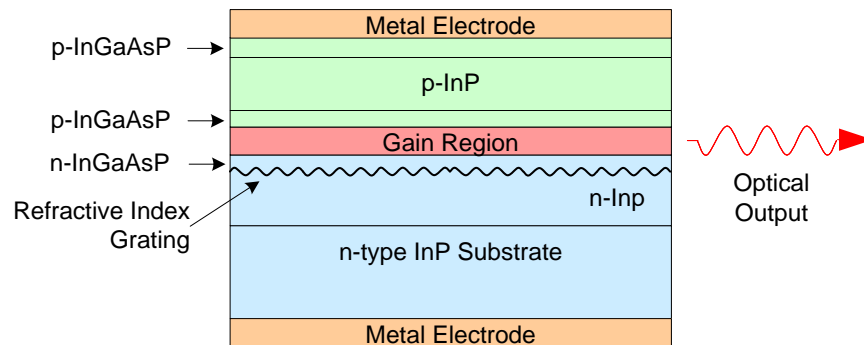 Metal Electrode
p-InGaAsP
p-InP
p-InGaAsP
Gain Region
n-InGaAsP
Refractive Index
Grating
n-Inp
Optical
Output
n-type InP Substrate
Metal Electrode